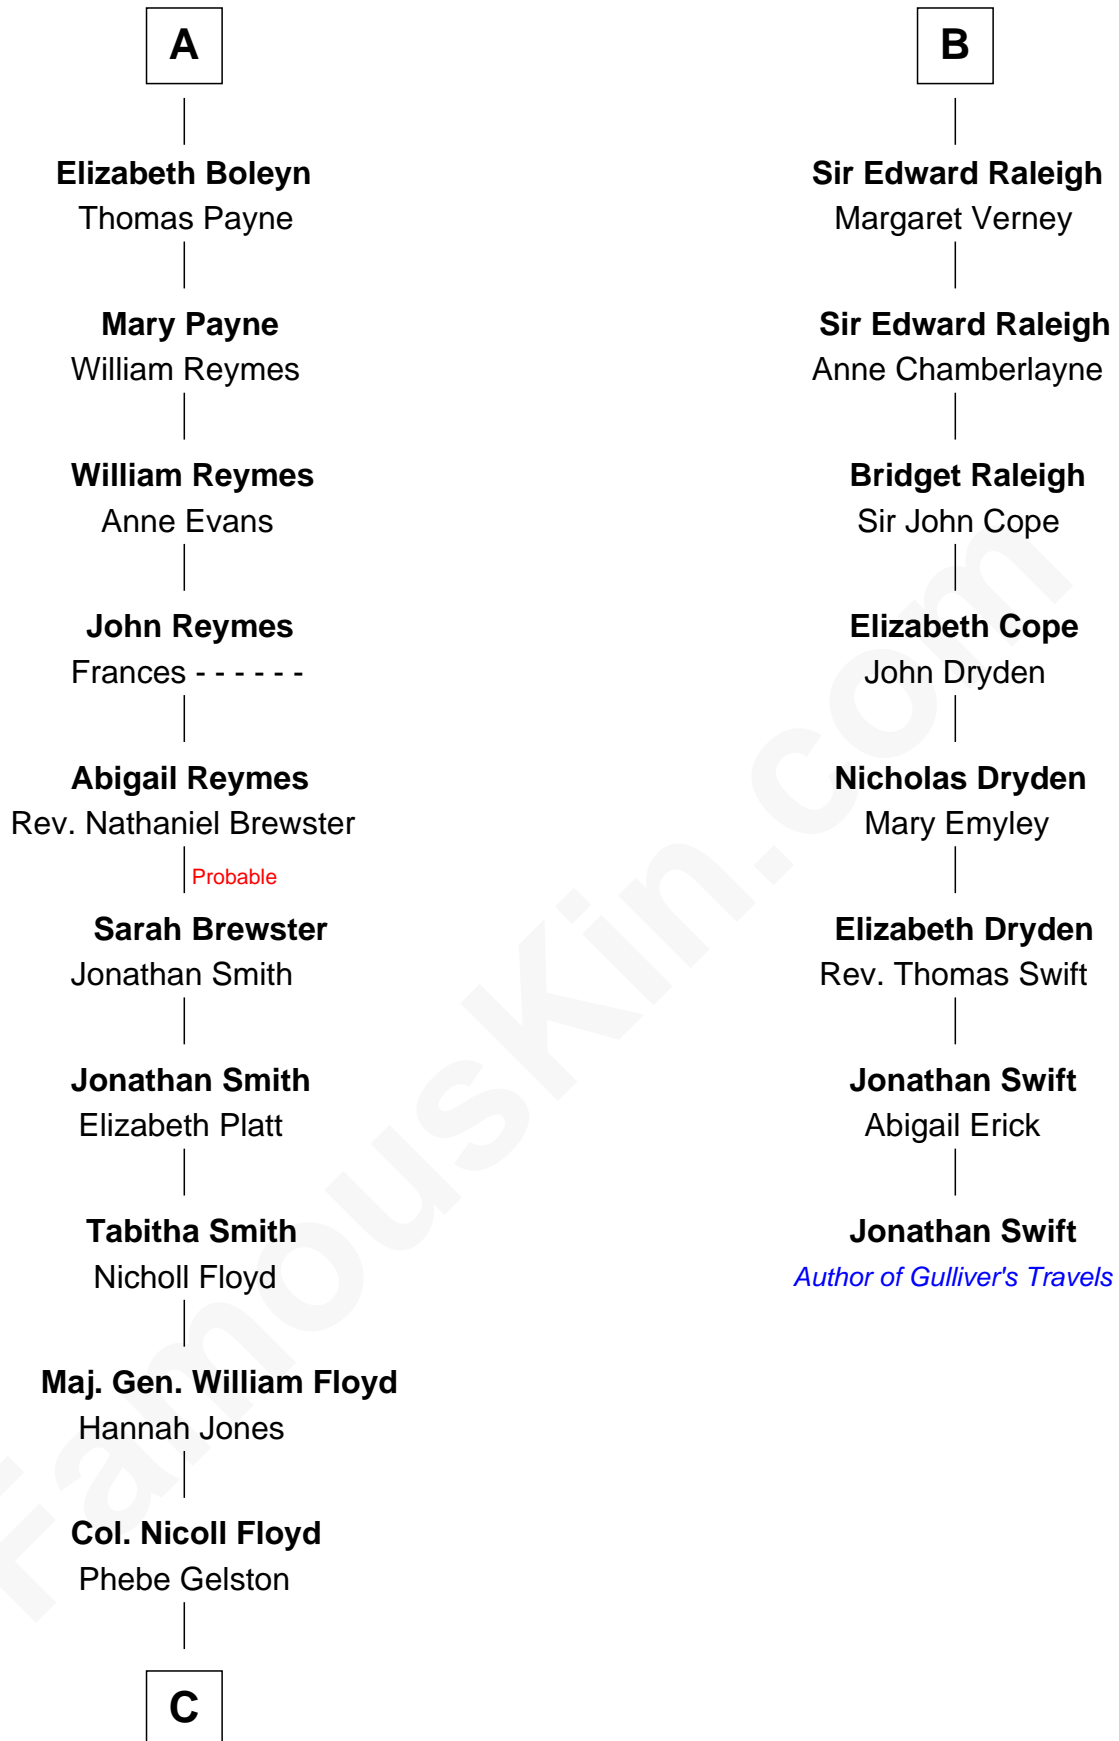 A
Elizabeth Boleyn
Thomas Payne
Mary Payne
William Reymes
William Reymes
Anne Evans
John Reymes
Frances - - - - - -
Abigail Reymes
Rev. Nathaniel Brewster
Probable
Sarah Brewster
Jonathan Smith
Jonathan Smith
Elizabeth Platt
Tabitha Smith
Nicholl Floyd
Maj. Gen. William Floyd
Hannah Jones
Col. Nicoll Floyd
Phebe Gelston
C
B
Sir Edward Raleigh
Margaret Verney
Sir Edward Raleigh
Anne Chamberlayne
Bridget Raleigh
Sir John Cope
Elizabeth Cope
John Dryden
Nicholas Dryden
Mary Emyley
Elizabeth Dryden
Rev. Thomas Swift
Jonathan Swift
Abigail Erick
Jonathan Swift
Author of Gulliver's Travels
FamousKin.com